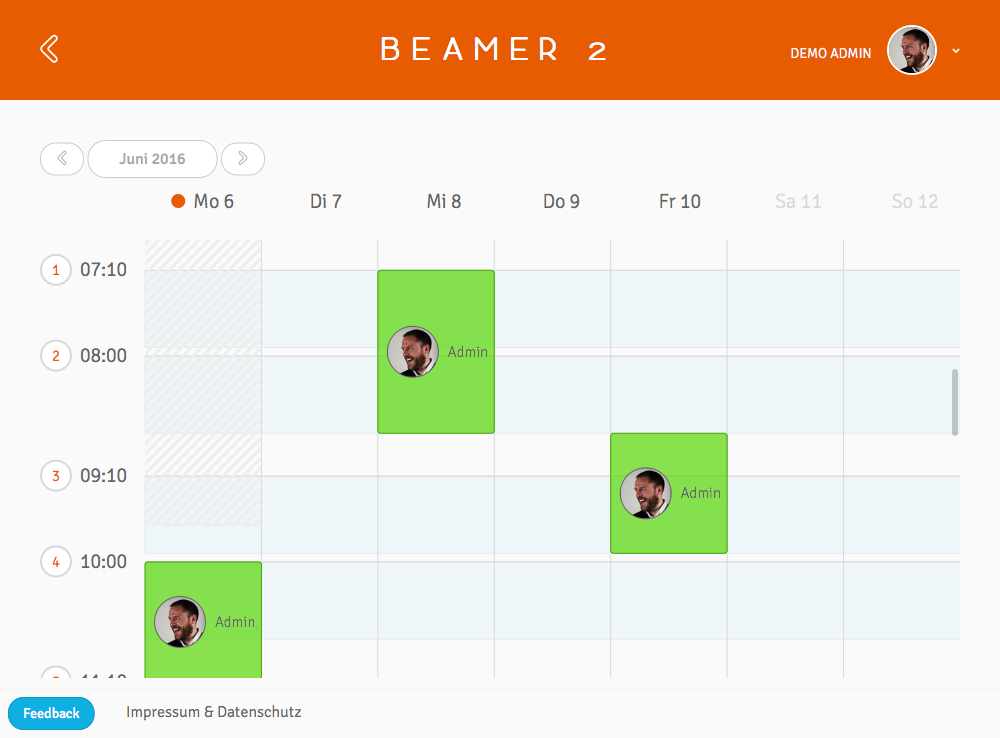 BEAMER 2
DEMO ADMIN
Juni 2016
Mo 6 Di 7 Mi 8 Do 9 Fr 10 Sa 11 So 12
1 07:10
Admin
2 08:00
3 09:10
Admin
4 10:00
Admin
Feedback Impressum & Datenschutz